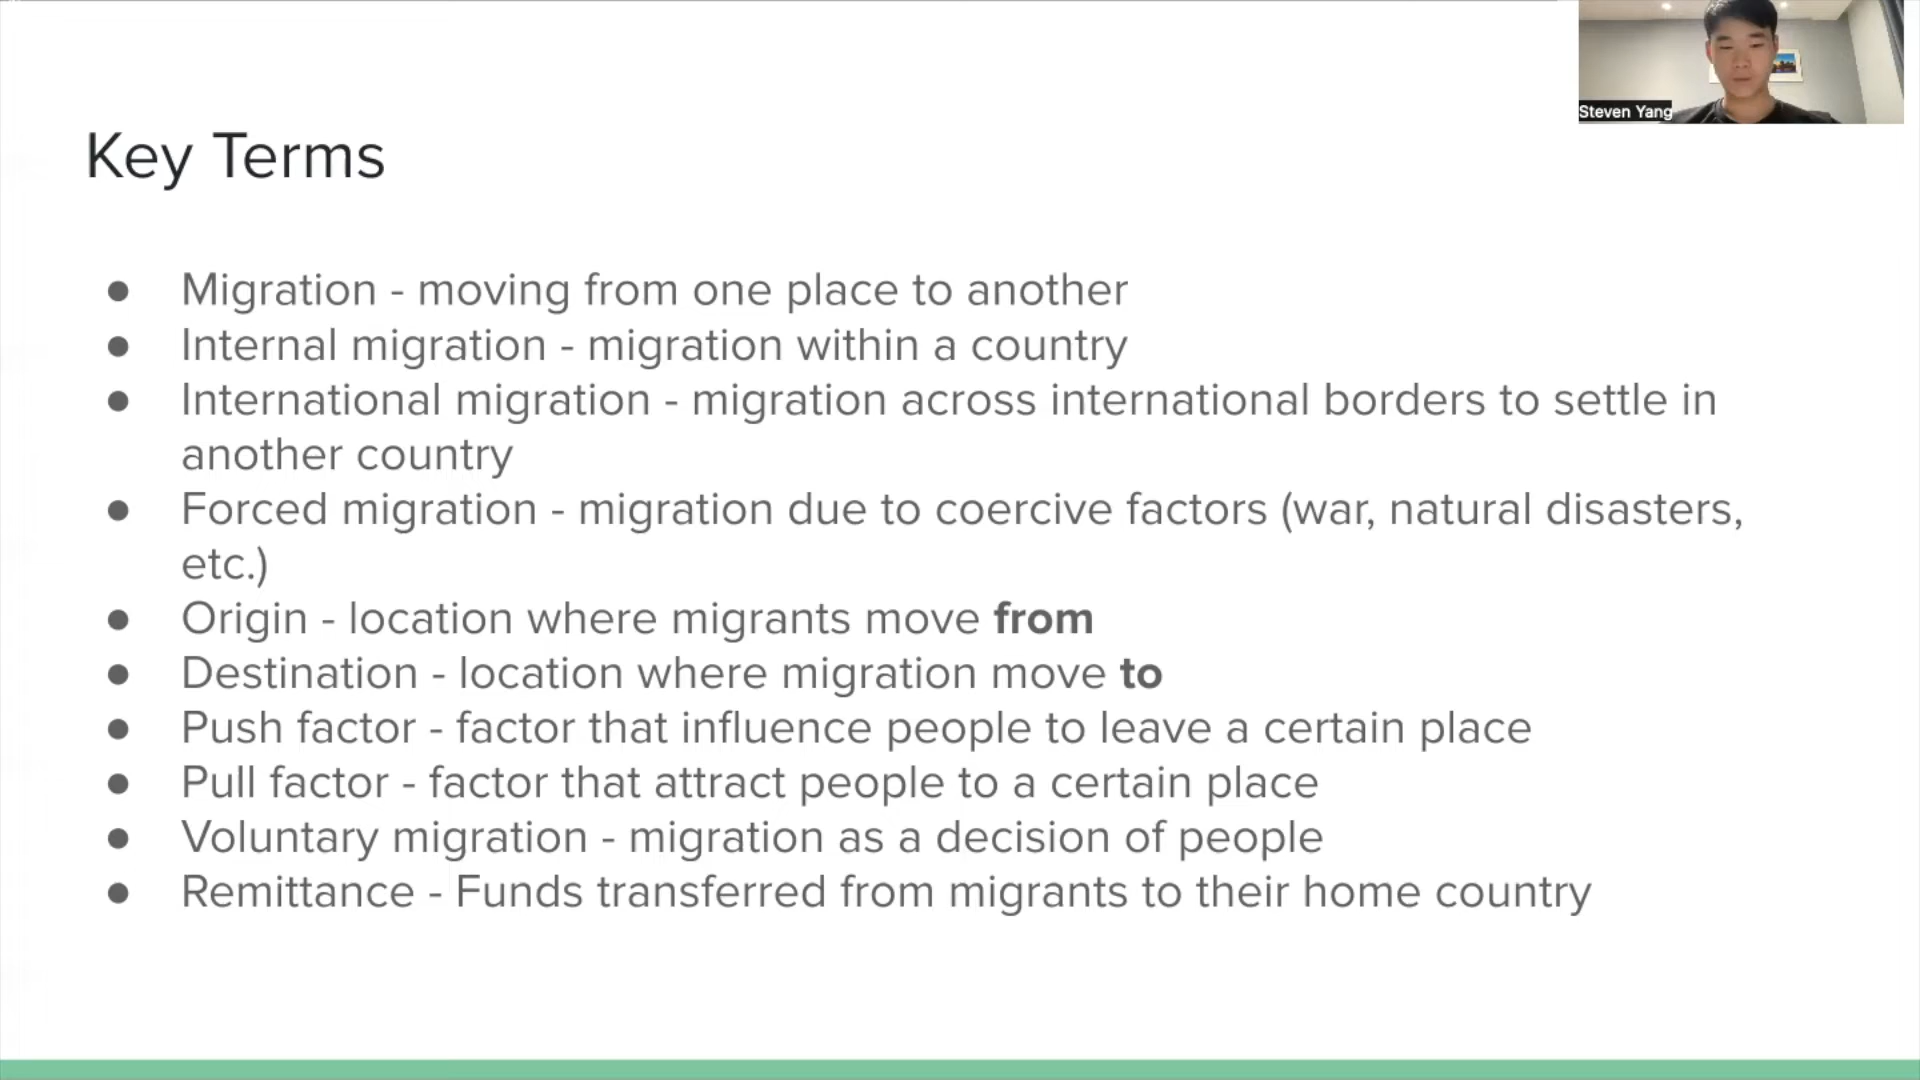 Steven Yang
Key Terms
● Migration - moving from one place to another
● Internal migration - migration within a country
● International migration - migration across international borders to settle in
another country
● Forced migration - migration due to coercive factors (war, natural disasters,
etc.)
● Origin - location where migrants move from
● Destination - location where migration move to
● Push factor - factor that influence people to leave a certain place
● Pull factor - factor that attract people to a certain place
● Voluntary migration - migration as a decision of people
● Remittance - Funds transferred from migrants to their home country